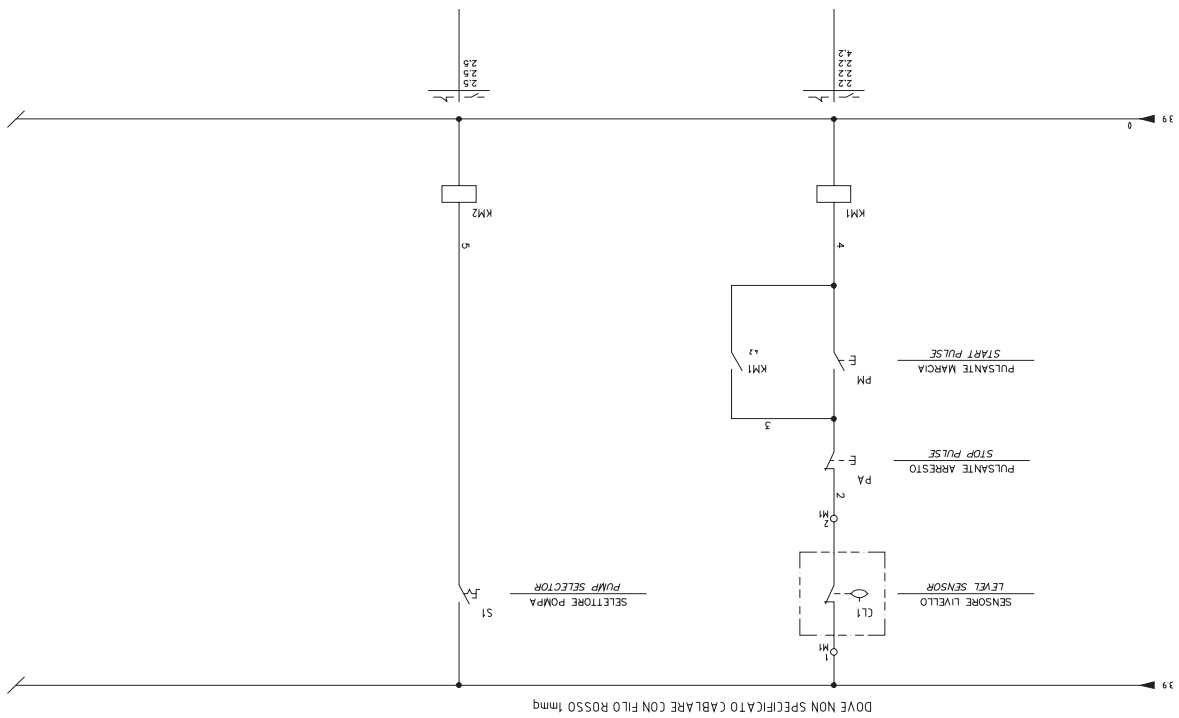 DOVE NON SPECIFICATO CABLARE CON FILO ROSSO 1mmq
3.9
1
M1
SENSORE LIVELLO
LEVEL SENSOR
CL1
SELETTORE POMPA
PUMP SELECTOR
S1
2
M1
2
PULSANTE ARRESTO
STOP PULSE
PA
3
PULSANTE MARCIA
START PULSE
PM
KM1
4.2
4
5
KM1
KM2
3.9
0
2.2
2.2
2.2
4.2
2.5
2.5
2.5